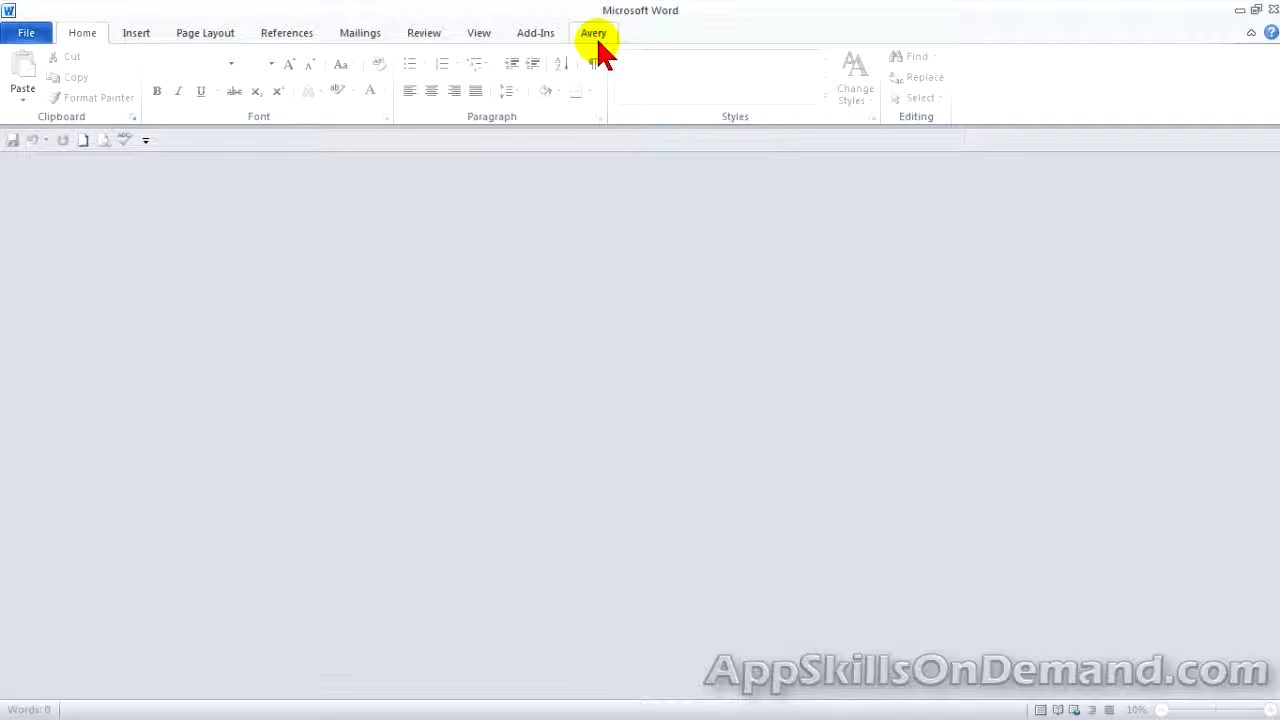 Microsoft Word
File Home Insert Page Layout References Mailings Review View Add-Ins Avery
Cut
Copy
Format Painter
Paste
Clipboard
Font
Paragraph
Styles
Change
Styles
Find
Replace
Select
Editing
AppSkillsOnDemand.com
Words: 0
10%